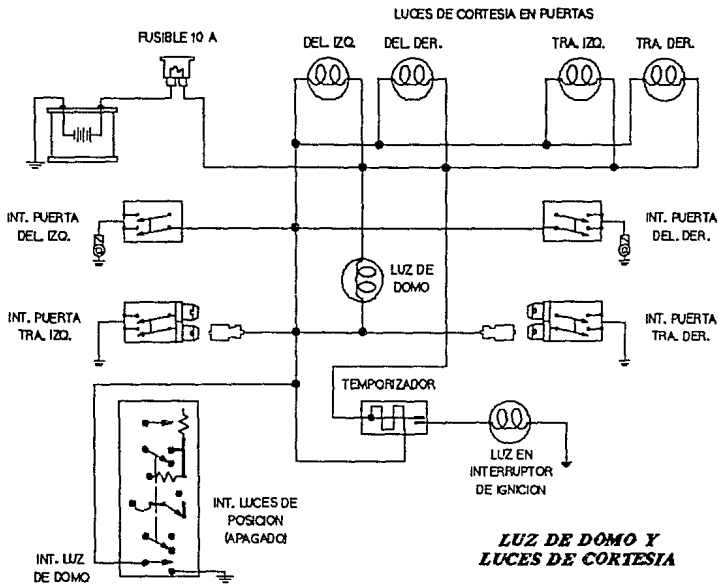 LUCES DE CORTESIA EN PUERTAS
FUSIBLE 10 A
DEL. IZQ.
DEL. DER.
TRA. IZQ.
TRA. DER.
INT. PUERTA
DEL. IZQ.
INT. PUERTA
DEL. DER.
LUZ DE
DOMO
INT. PUERTA
TRA. IZQ.
INT. PUERTA
TRA. DER.
TEMPORIZADOR
LUZ EN
INTERRUPTOR
DE IGNICION
INT. LUCES DE
POSICION
(APAGADO)
INT. LUZ
DE DOMO
LUZ DE DOMO Y
LUCES DE CORTESIA